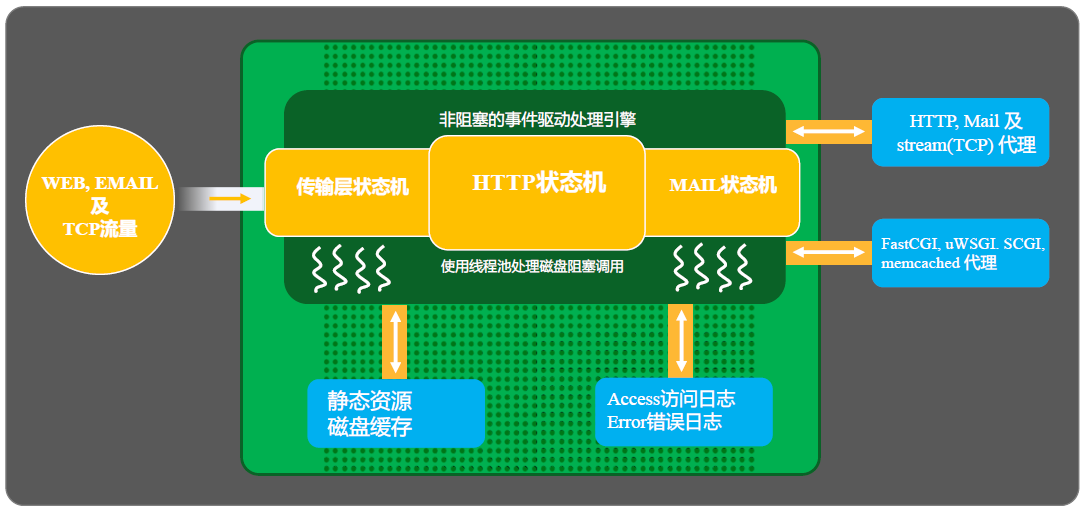 WEB, EMAIL
及
TCP流量
非阻塞的事件驱动处理引擎
传输层状态机
HTTP状态机
MAIL状态机
使用线程池处理磁盘阻塞调用
HTTP, Mail 及
stream(TCP) 代理
FastCGI, uWSGI, SCGI,
memcached 代理
静态资源
磁盘缓存
Access访问日志
Error错误日志